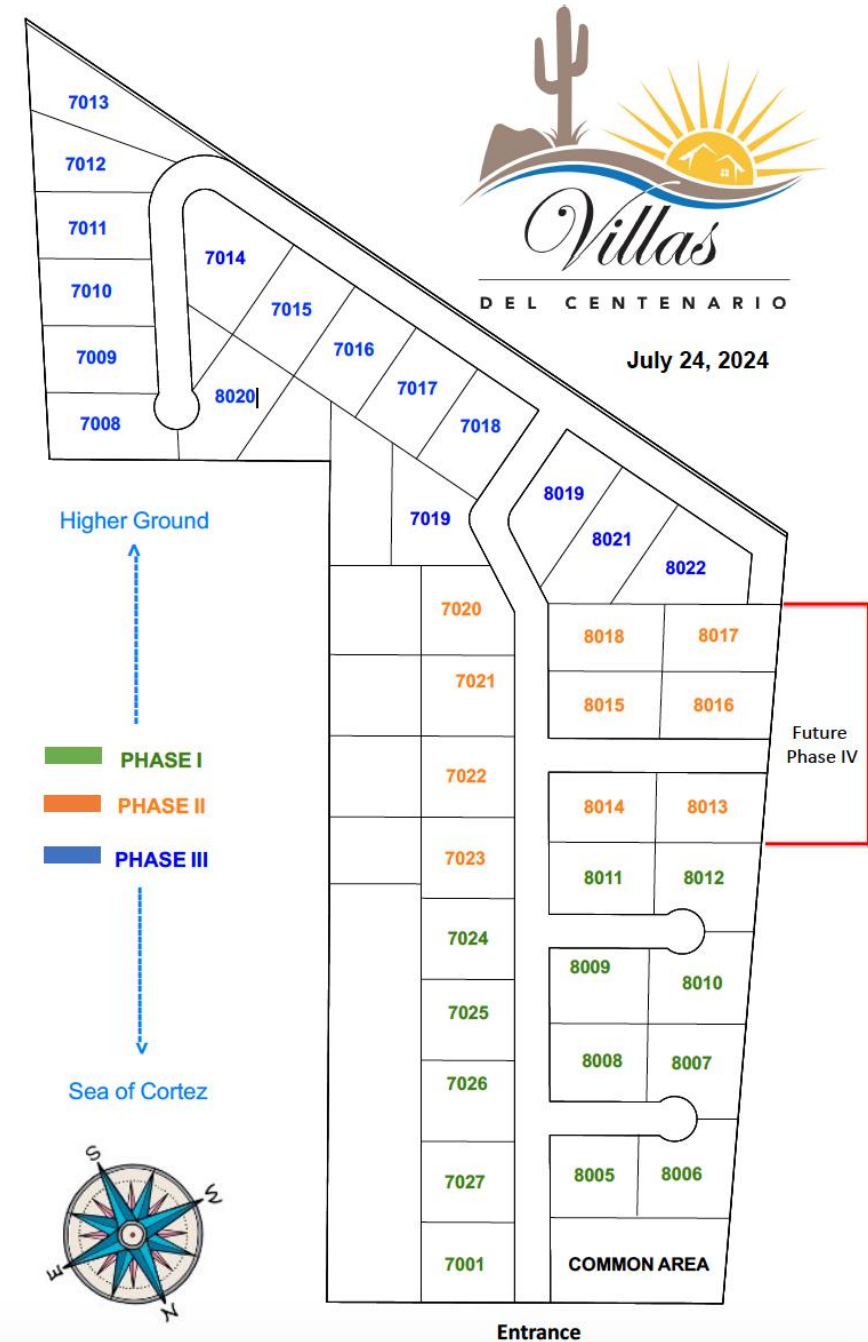 Villas
DEL CENTENARIO
July 24, 2024
7013
7012
7011
7010
7009
7008
7014
7015
7016
7017
7018
8020
7019
8019
8021
8022
Higher Ground
PHASE I
PHASE II
PHASE III
Sea of Cortez
7020
7021
7022
7023
7024
7025
7026
7027
7001
8018 8017
8015 8016
8014 8013
8011 8012
8009 8010
8008 8007
8005 8006
COMMON AREA
Future
Phase IV
S
W
E
N
Entrance